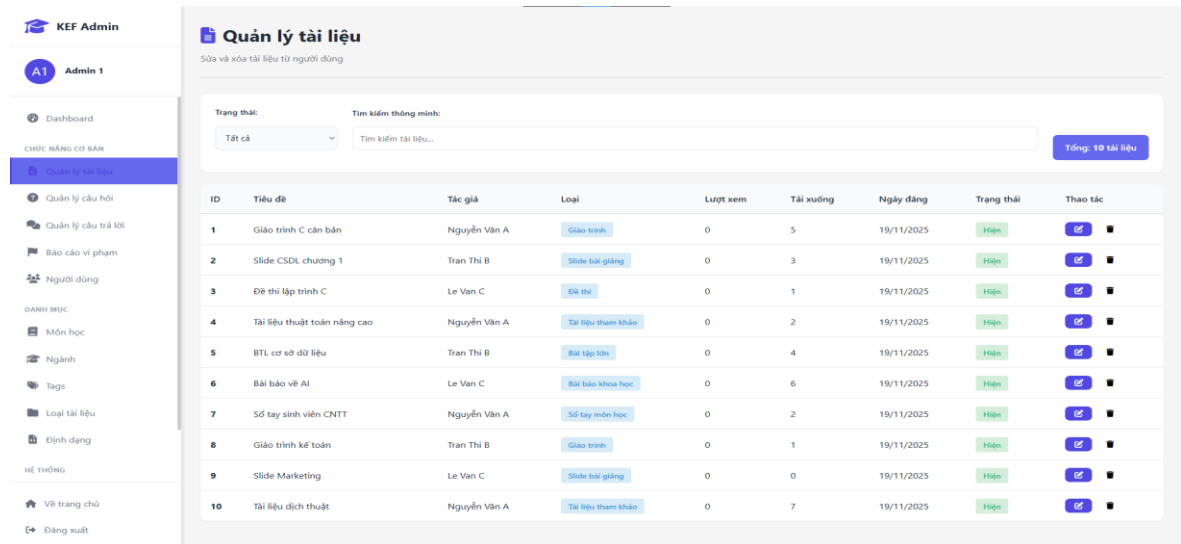 KEF Admin
A1 Admin 1
Dashboard
CHỨC NĂNG CƠ BẢN
Quản lý tài liệu
Quản lý câu hỏi
Quản lý câu trả lời
Báo cáo vi phạm
Người dùng
DANH MỤC
Môn học
Ngành
Tags
Loại tài liệu
Định dạng
HỆ THỐNG
Về trang chủ
Đăng xuất
Quản lý tài liệu
Sửa và xóa tài liệu từ người dùng
Trạng thái: Tìm kiếm thông minh:
Tất cả Tìm kiếm tài liệu...
Tổng: 10 tài liệu
ID Tiêu đề Tác giả Loại Lượt xem Tải xuống Ngày đăng Trạng thái Thao tác
1 Giáo trình C căn bản Nguyễn Văn A Giáo trình 0 5 19/11/2025 Hiện
2 Slide CSDL chương 1 Tran Thi B Slide bài giảng 0 3 19/11/2025 Hiện
3 Đề thi lập trình C Le Van C Đề thi 0 1 19/11/2025 Hiện
4 Tài liệu thuật toán nâng cao Nguyễn Văn A Tài liệu tham khảo 0 2 19/11/2025 Hiện
5 BTL cơ sở dữ liệu Tran Thi B Bài tập lớn 0 4 19/11/2025 Hiện
6 Bài báo về AI Le Van C Bài báo khoa học 0 6 19/11/2025 Hiện
7 Sổ tay sinh viên CNTT Nguyễn Văn A Sổ tay môn học 0 2 19/11/2025 Hiện
8 Giáo trình kế toán Tran Thi B Giáo trình 0 1 19/11/2025 Hiện
9 Slide Marketing Le Van C Slide bài giảng 0 0 19/11/2025 Hiện
10 Tài liệu dịch thuật Nguyễn Văn A Tài liệu tham khảo 0 7 19/11/2025 Hiện